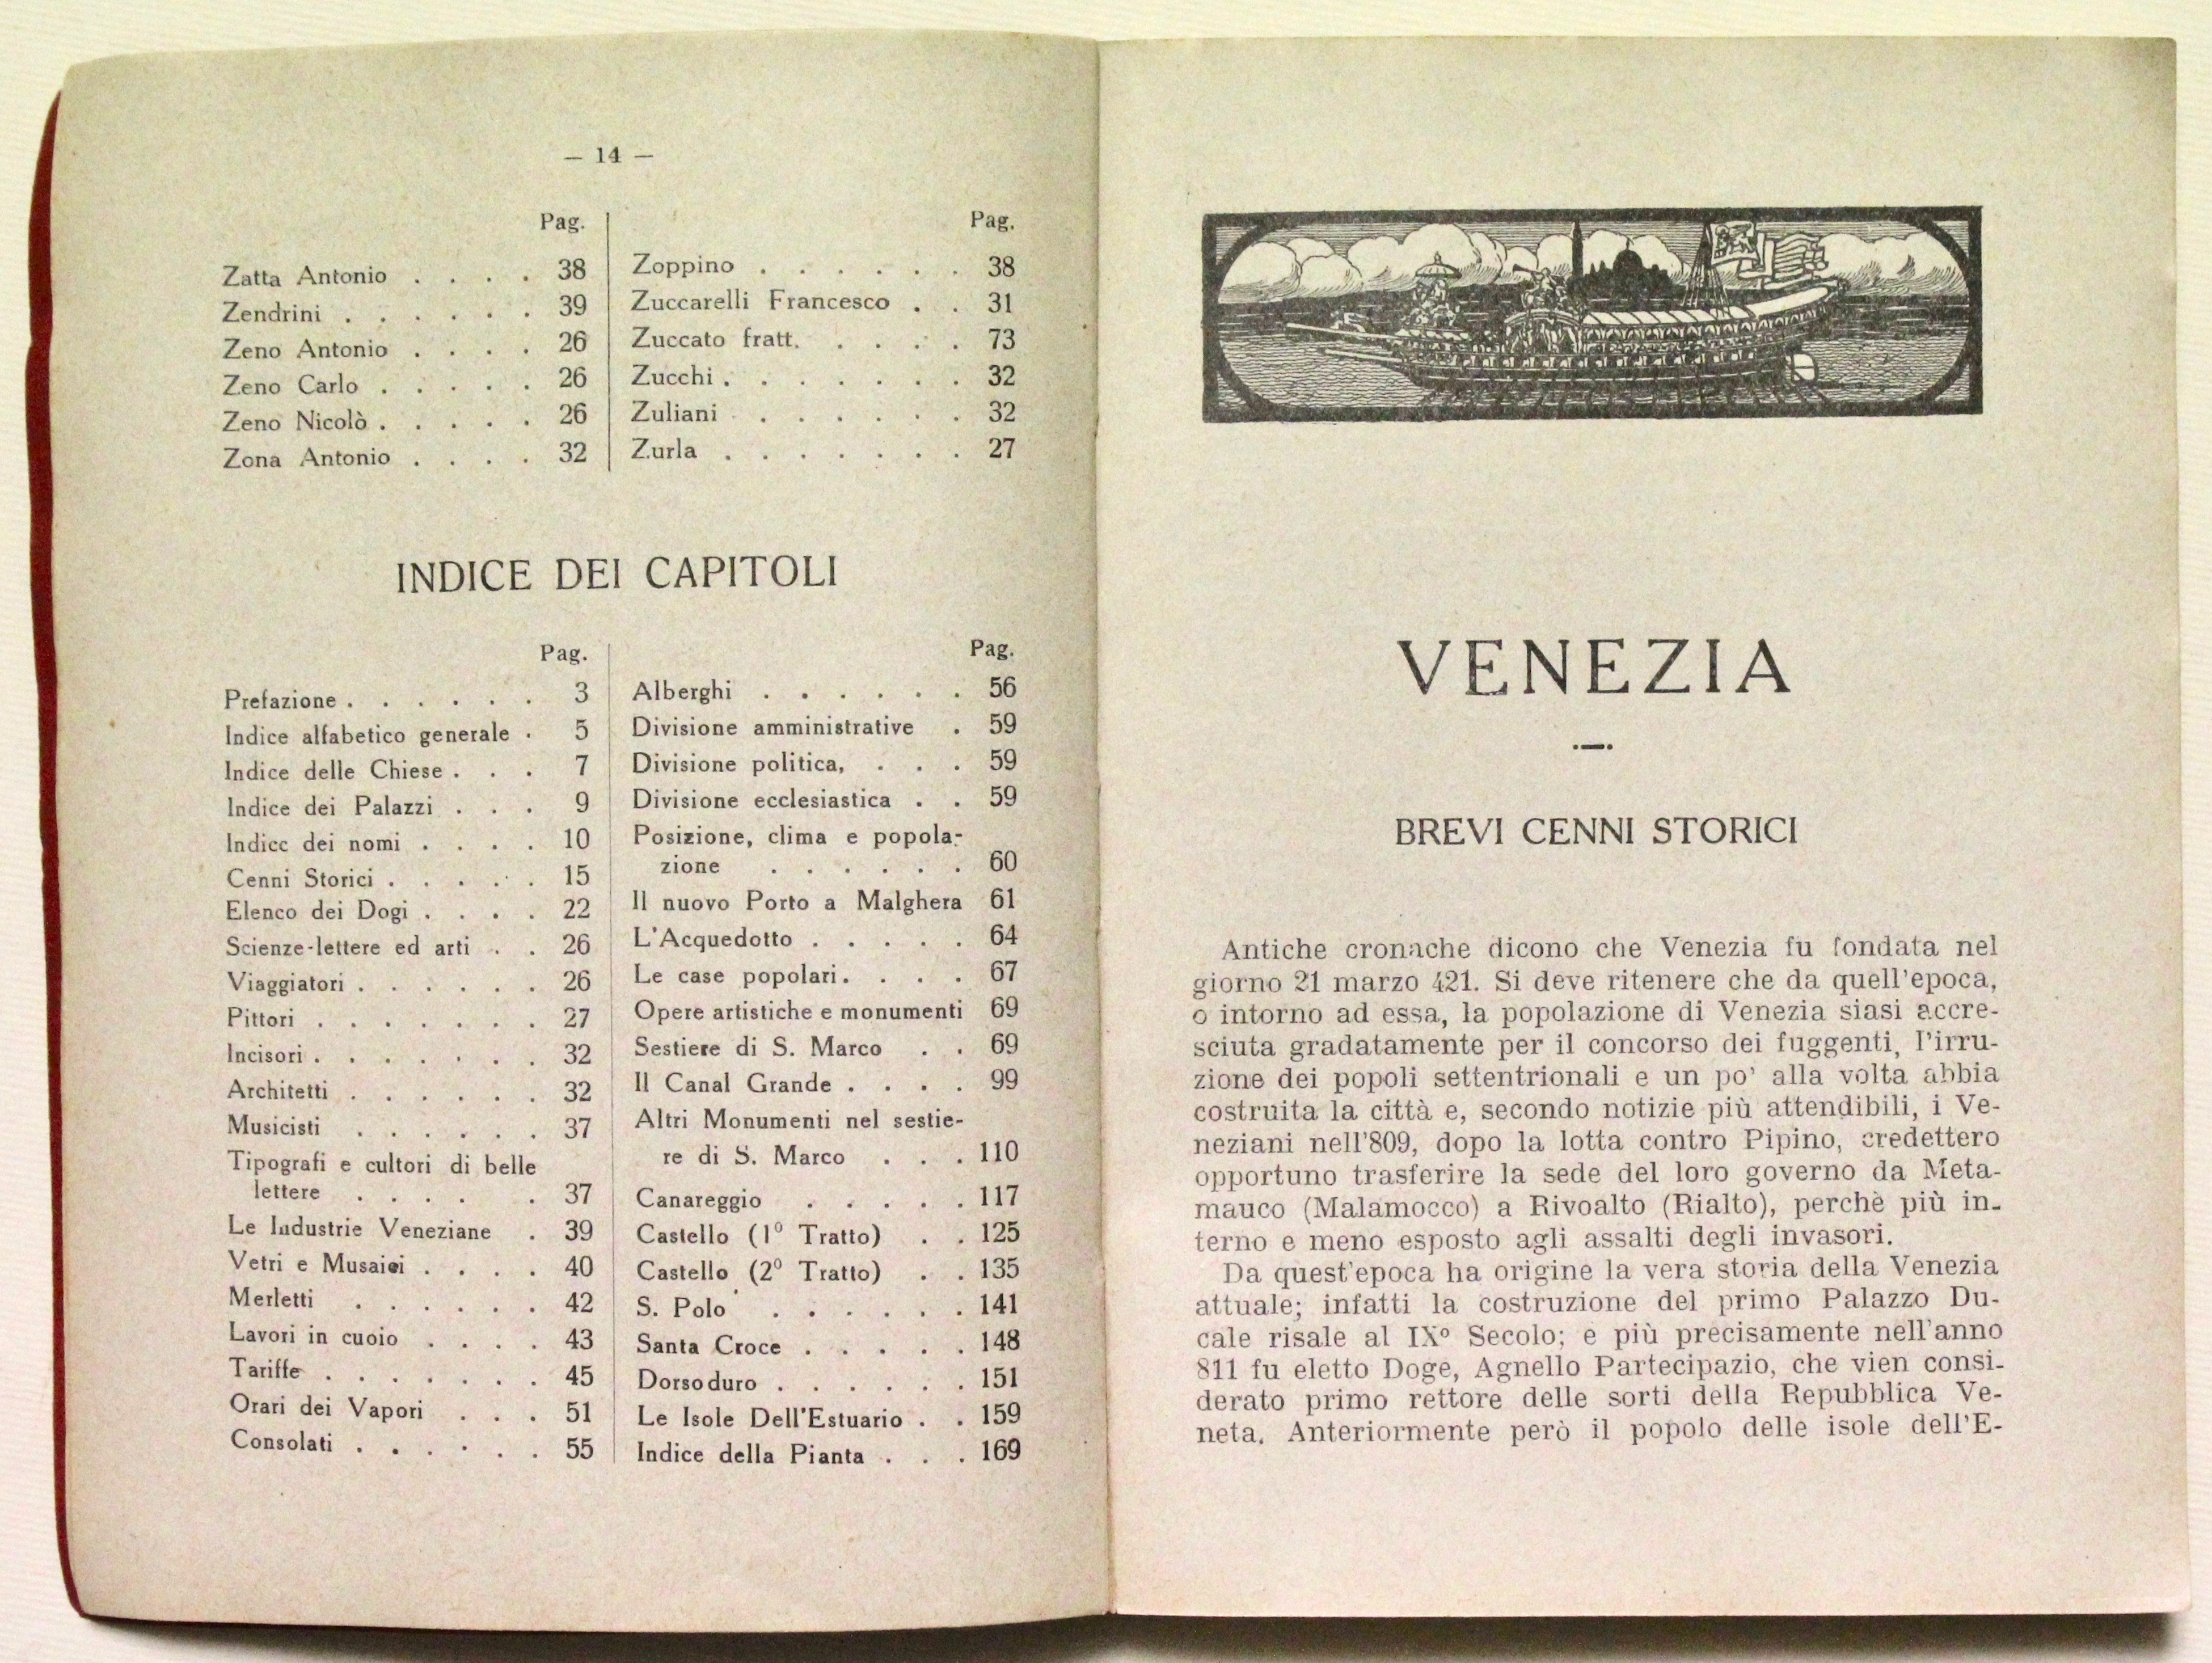 — 14 —
Pag.
Zatta Antonio . . . . 38
Zendrini . . . . . . 39
Zeno Antonio . . . . 26
Zeno Carlo . . . . . 26
Zeno Nicolò . . . . . 26
Zona Antonio . . . . 32
Pag.
Zoppino . . . . . . 38
Zuccarelli Francesco . . 31
Zuccato fratt. . . . . 73
Zucchi . . . . . . . 32
Zuliani . . . . . . 32
Zurla . . . . . . . 27
INDICE DEI CAPITOLI
Pag.
Prefazione . . . . . . 3
Indice alfabetico generale . 5
Indice delle Chiese . . . 7
Indice dei Palazzi . . . 9
Indice dei nomi . . . . 10
Cenni Storici . . . . . 15
Elenco dei Dogi . . . . 22
Scienze-lettere ed arti . . 26
Viaggiatori . . . . . . 26
Pittori . . . . . . . 27
Incisori . . . . . . . 32
Architetti . . . . . . 32
Musicisti . . . . . . 37
Tipografi e cultori di belle
lettere . . . . . 37
Le Industrie Veneziane . 39
Vetri e Musaici . . . . 40
Merletti . . . . . . 42
Lavori in cuoio . . . . 43
Tariffe . . . . . . . 45
Orari dei Vapori . . . 51
Consolati . . . . . . 55
Pag.
Alberghi . . . . . . 56
Divisione amministrative . 59
Divisione politica, . . . 59
Divisione ecclesiastica . . 59
Posizione, clima e popola-
zione . . . . . . 60
Il nuovo Porto a Malghera 61
L'Acquedotto . . . . . 64
Le case popolari . . . . 67
Opere artistiche e monumenti 69
Sestiere di S. Marco . . 69
Il Canal Grande . . . . 99
Altri Monumenti nel sestie-
re di S. Marco . . . 110
Canareggio . . . . . 117
Castello (1° Tratto) . . 125
Castello (2° Tratto) . . 135
S. Polo . . . . . . 141
Santa Croce . . . . . 148
Dorsoduro . . . . . . 151
Le Isole Dell'Estuario . . 159
Indice della Pianta . . . 169
VENEZIA
BREVI CENNI STORICI
Antiche cronache dicono che Venezia fu fondata nel
giorno 21 marzo 421. Si deve ritenere che da quell'epoca,
o intorno ad essa, la popolazione di Venezia siasi accre-
sciuta gradatamente per il concorso dei fuggenti, l'irru-
zione dei popoli settentrionali e un po' alla volta abbia
costruita la città e, secondo notizie più attendibili, i Ve-
neziani nell'809, dopo la lotta contro Pipino, credettero
opportuno trasferire la sede del loro governo da Meta-
mauco (Malamocco) a Rivoalto (Rialto), perchè più in-
terno e meno esposto agli assalti degli invasori.
Da quest'epoca ha origine la vera storia della Venezia
attuale; infatti la costruzione del primo Palazzo Du-
cale risale al IX° Secolo; e più precisamente nell'anno
811 fu eletto Doge, Agnello Partecipazio, che vien consi-
derato primo rettore delle sorti della Repubblica Ve-
neta. Anteriormente però il popolo delle isole dell'E-